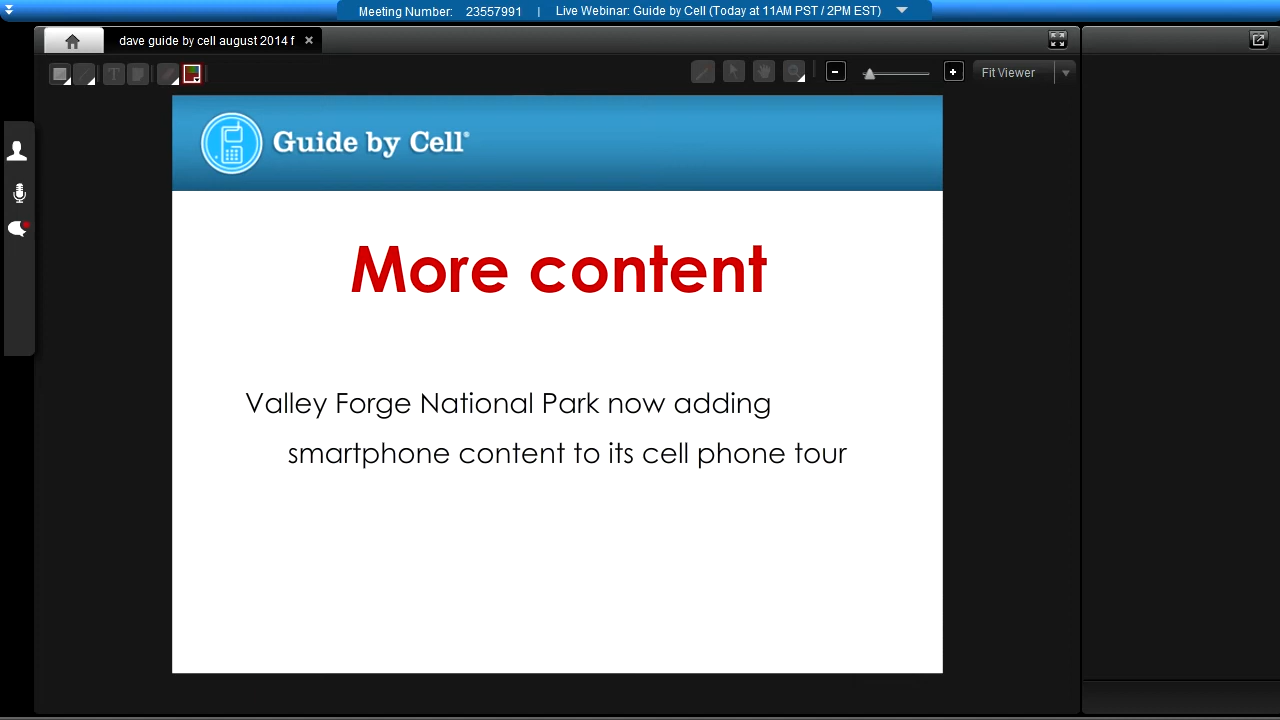 Meeting Number: 23557991 | Live Webinar: Guide by Cell (Today at 11AM PST / 2PM EST)
dave guide by cell august 2014 f
T
Fit Viewer
Guide by Cell®
More content
Valley Forge National Park now adding
smartphone content to its cell phone tour